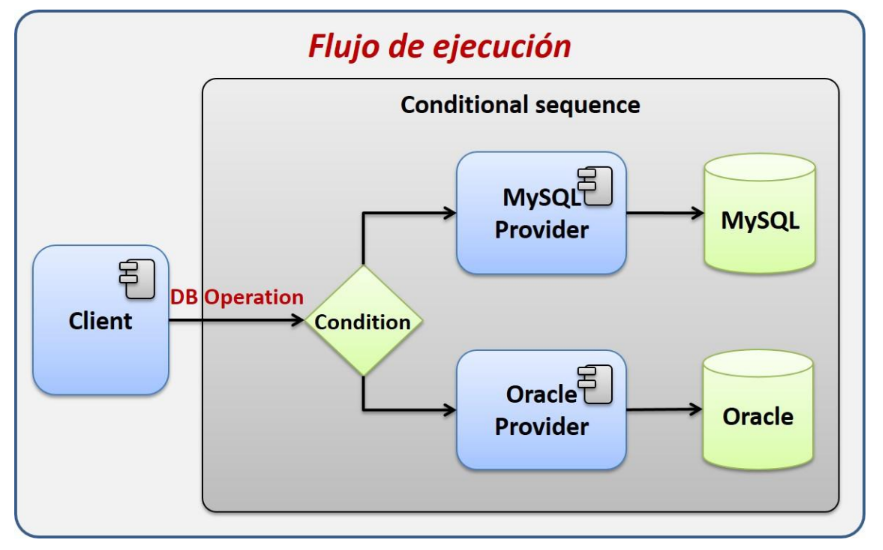 Flujo de ejecución
Conditional sequence
MySQL
Provider
MySQL
DB Operation
Client
Condition
Oracle
Provider
Oracle